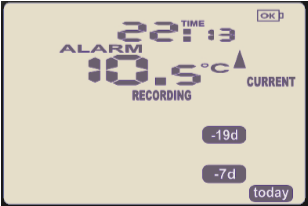 OK
TIME
22:13
ALARM
10.5°C
CURRENT
RECORDING
-19d
-7d
today